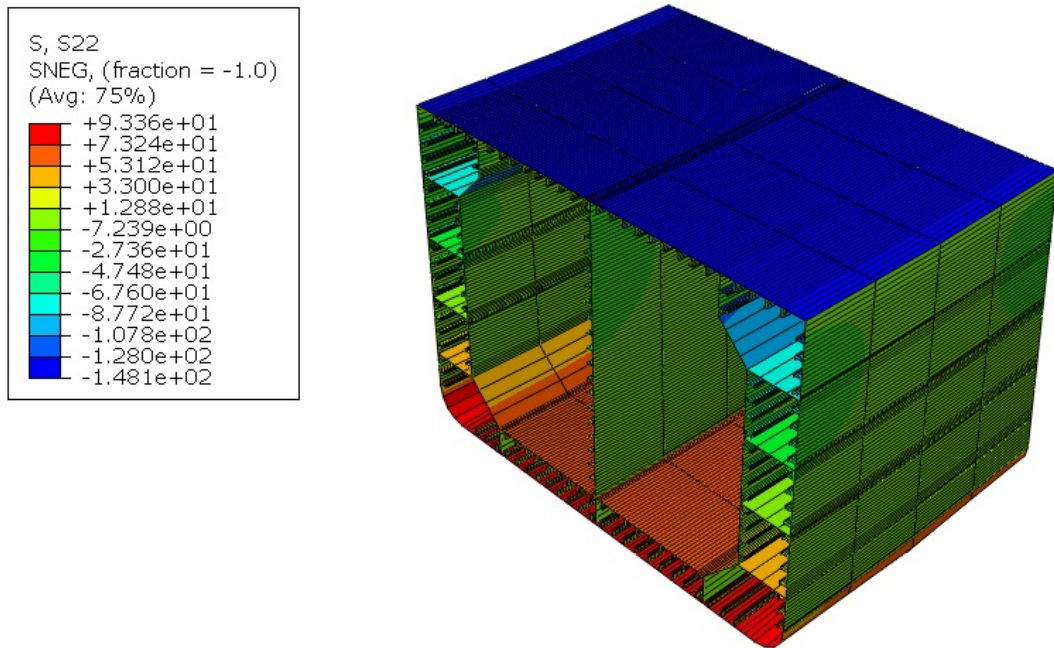 S, S22
SNEG, (fraction = -1.0)
(Avg: 75%)
+9.336e+01
+7.324e+01
+5.312e+01
+3.300e+01
+1.288e+01
-7.239e+00
-2.736e+01
-4.748e+01
-6.760e+01
-8.772e+01
-1.078e+02
-1.280e+02
-1.481e+02